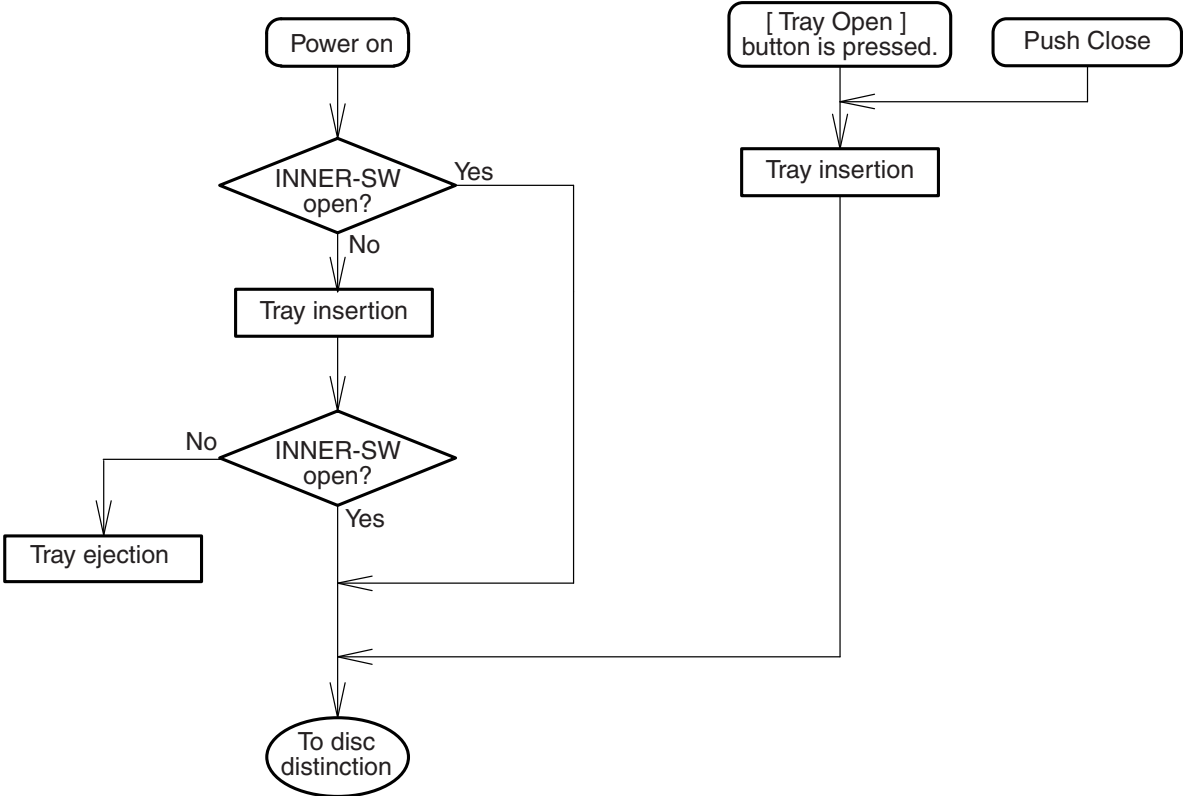 Power on
[ Tray Open ]
button is pressed.
Push Close
INNER-SW
open?
Yes
No
Tray insertion
Tray insertion
INNER-SW
open?
No
Yes
Tray ejection
To disc
distinction